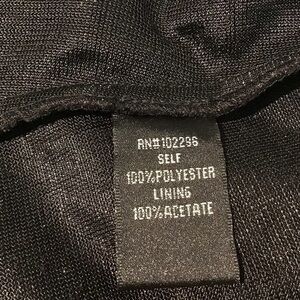 RN#102296
SELF
100%POLYESTER
LINING
100%ACETATE